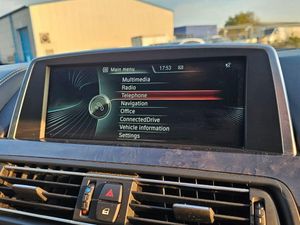 Main menu 17:53
Multimedia
Radio
Telephone
Navigation
Office
ConnectedDrive
Vehicle information
Settings